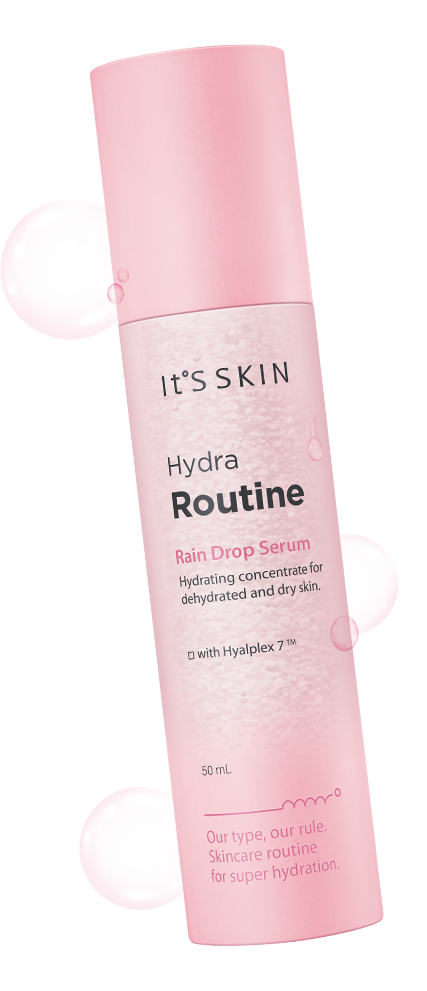 It°S SKIN
Hydra
Routine
Rain Drop Serum
Hydrating concentrate for
dehydrated and dry skin.
□ with Hyalplex 7™
50 mL
Our type, our rule.
Skincare routine
for super hydration.